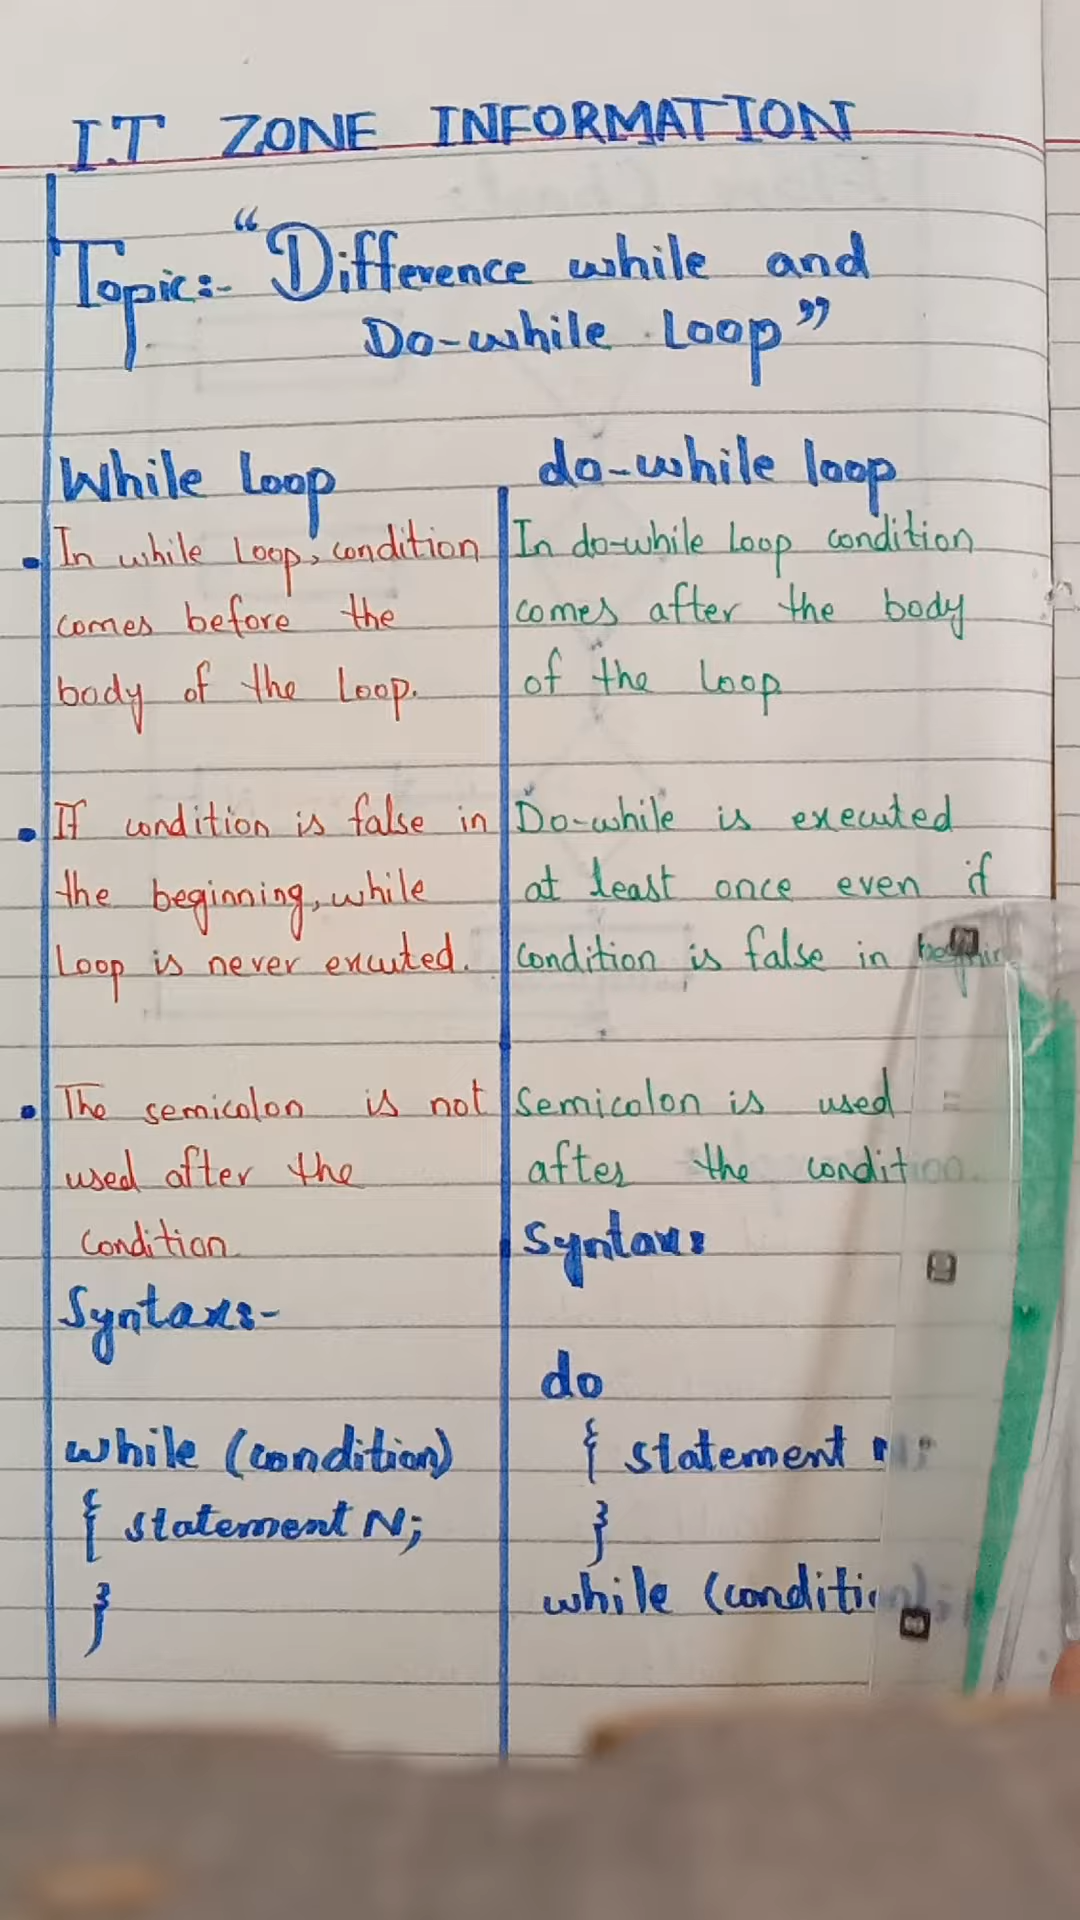 I.T ZONE INFORMATION
Topic:- "Difference while and
Do-while Loop"
While Loop
In while Loop, condition
comes before the
body of the Loop.
If condition is false in
the beginning, while
Loop is never exuted.
The semicolon is not
used after the
condition
Syntaxs:-
while (condition)
{ statement N;
}
do-while loop
In do-while Loop condition
comes after the body
of the Loop
Do-while is executed
at least once even if
condition is false in
Semicolon is used
after the condition.
Syntax:
do
{ statement
}
while (condition);